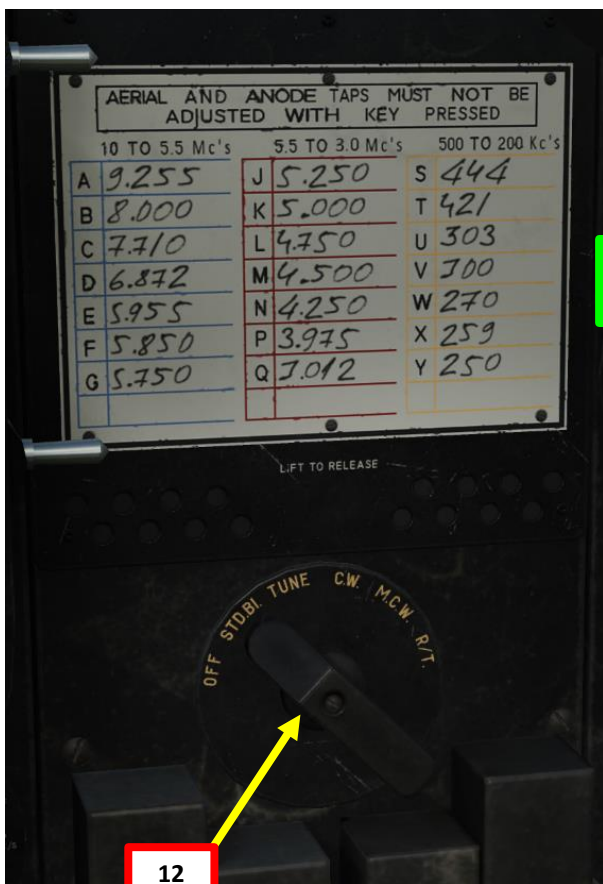 AERIAL AND ANODE TAPS MUST NOT BE
ADJUSTED WITH KEY PRESSED
10 TO 5.5 Mc's 5.5 TO 3.0 Mc's 500 TO 200 Kc's
A 9.255 J 5.250 S 444
B 8.000 K 5.000 T 421
C 7.710 L 4.750 U 303
D 6.872 M 4.500 V 300
E 5.955 N 4.250 W 270
F 5.850 P 3.975 X 259
G 5.750 Q 3.012 Y 250
LIFT TO RELEASE
OFF STD.BI. TUNE C.W. M.C.W. R/T.
12